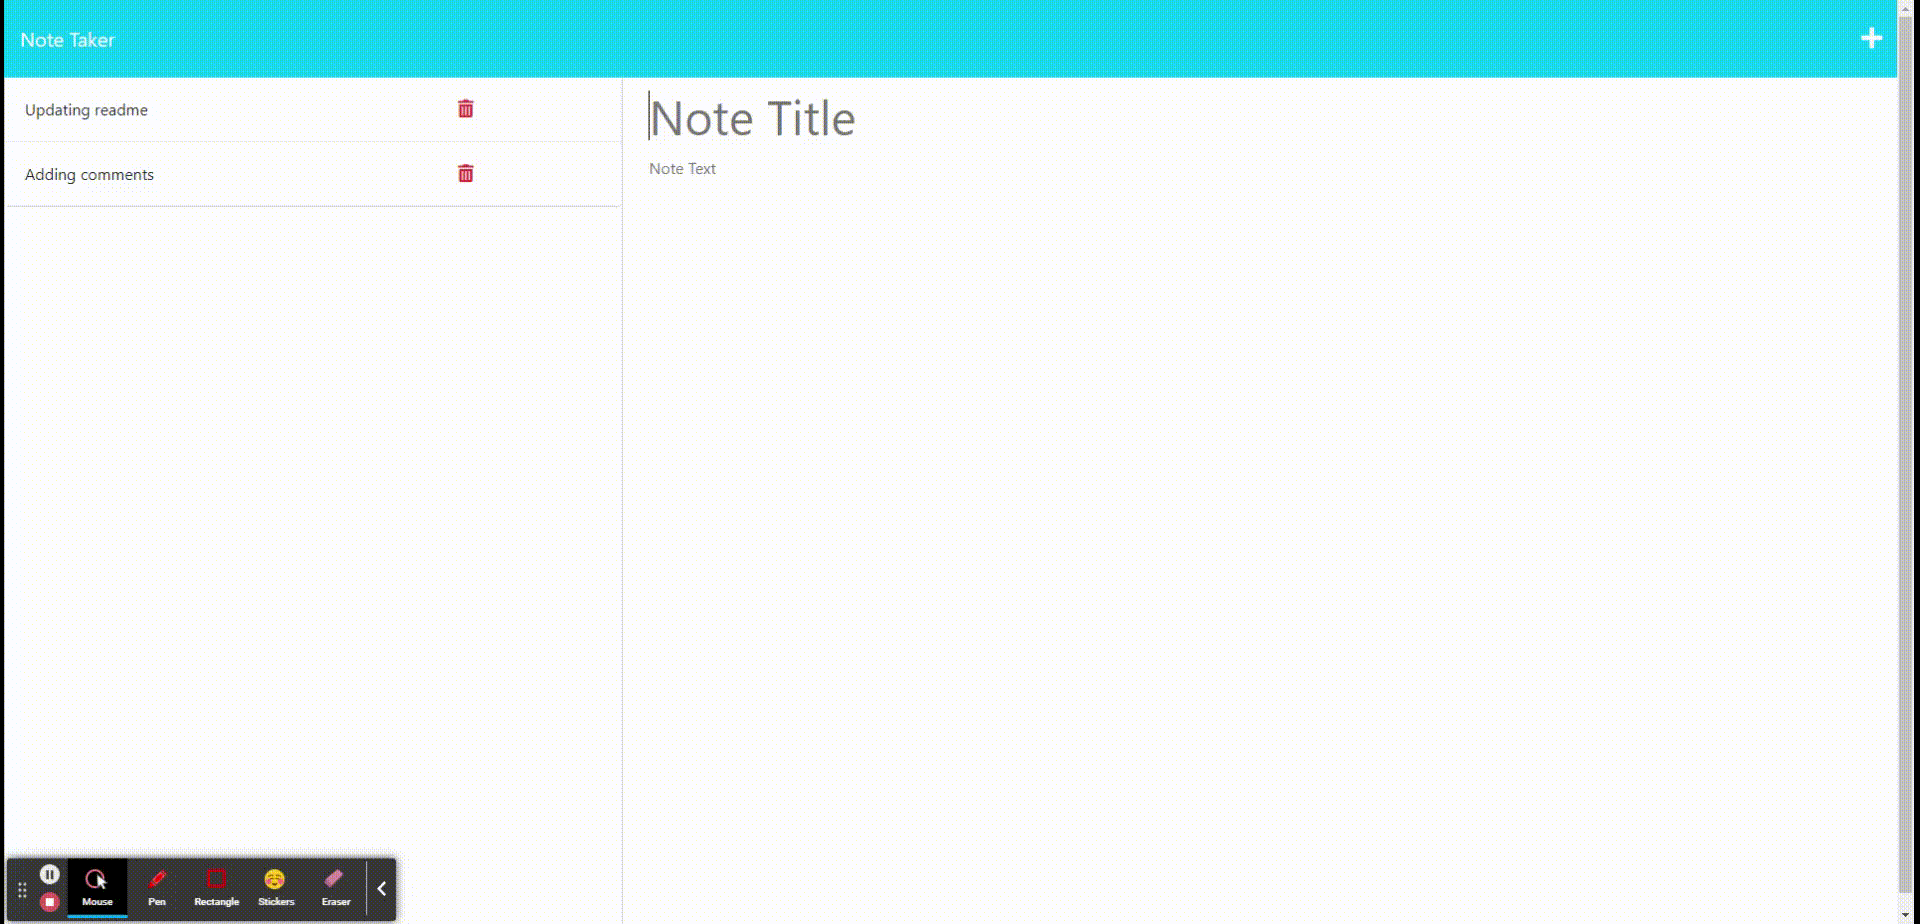 Note Taker
Updating readme
Adding comments
Note Title
Note Text
Mouse Pen Rectangle Stickers Eraser